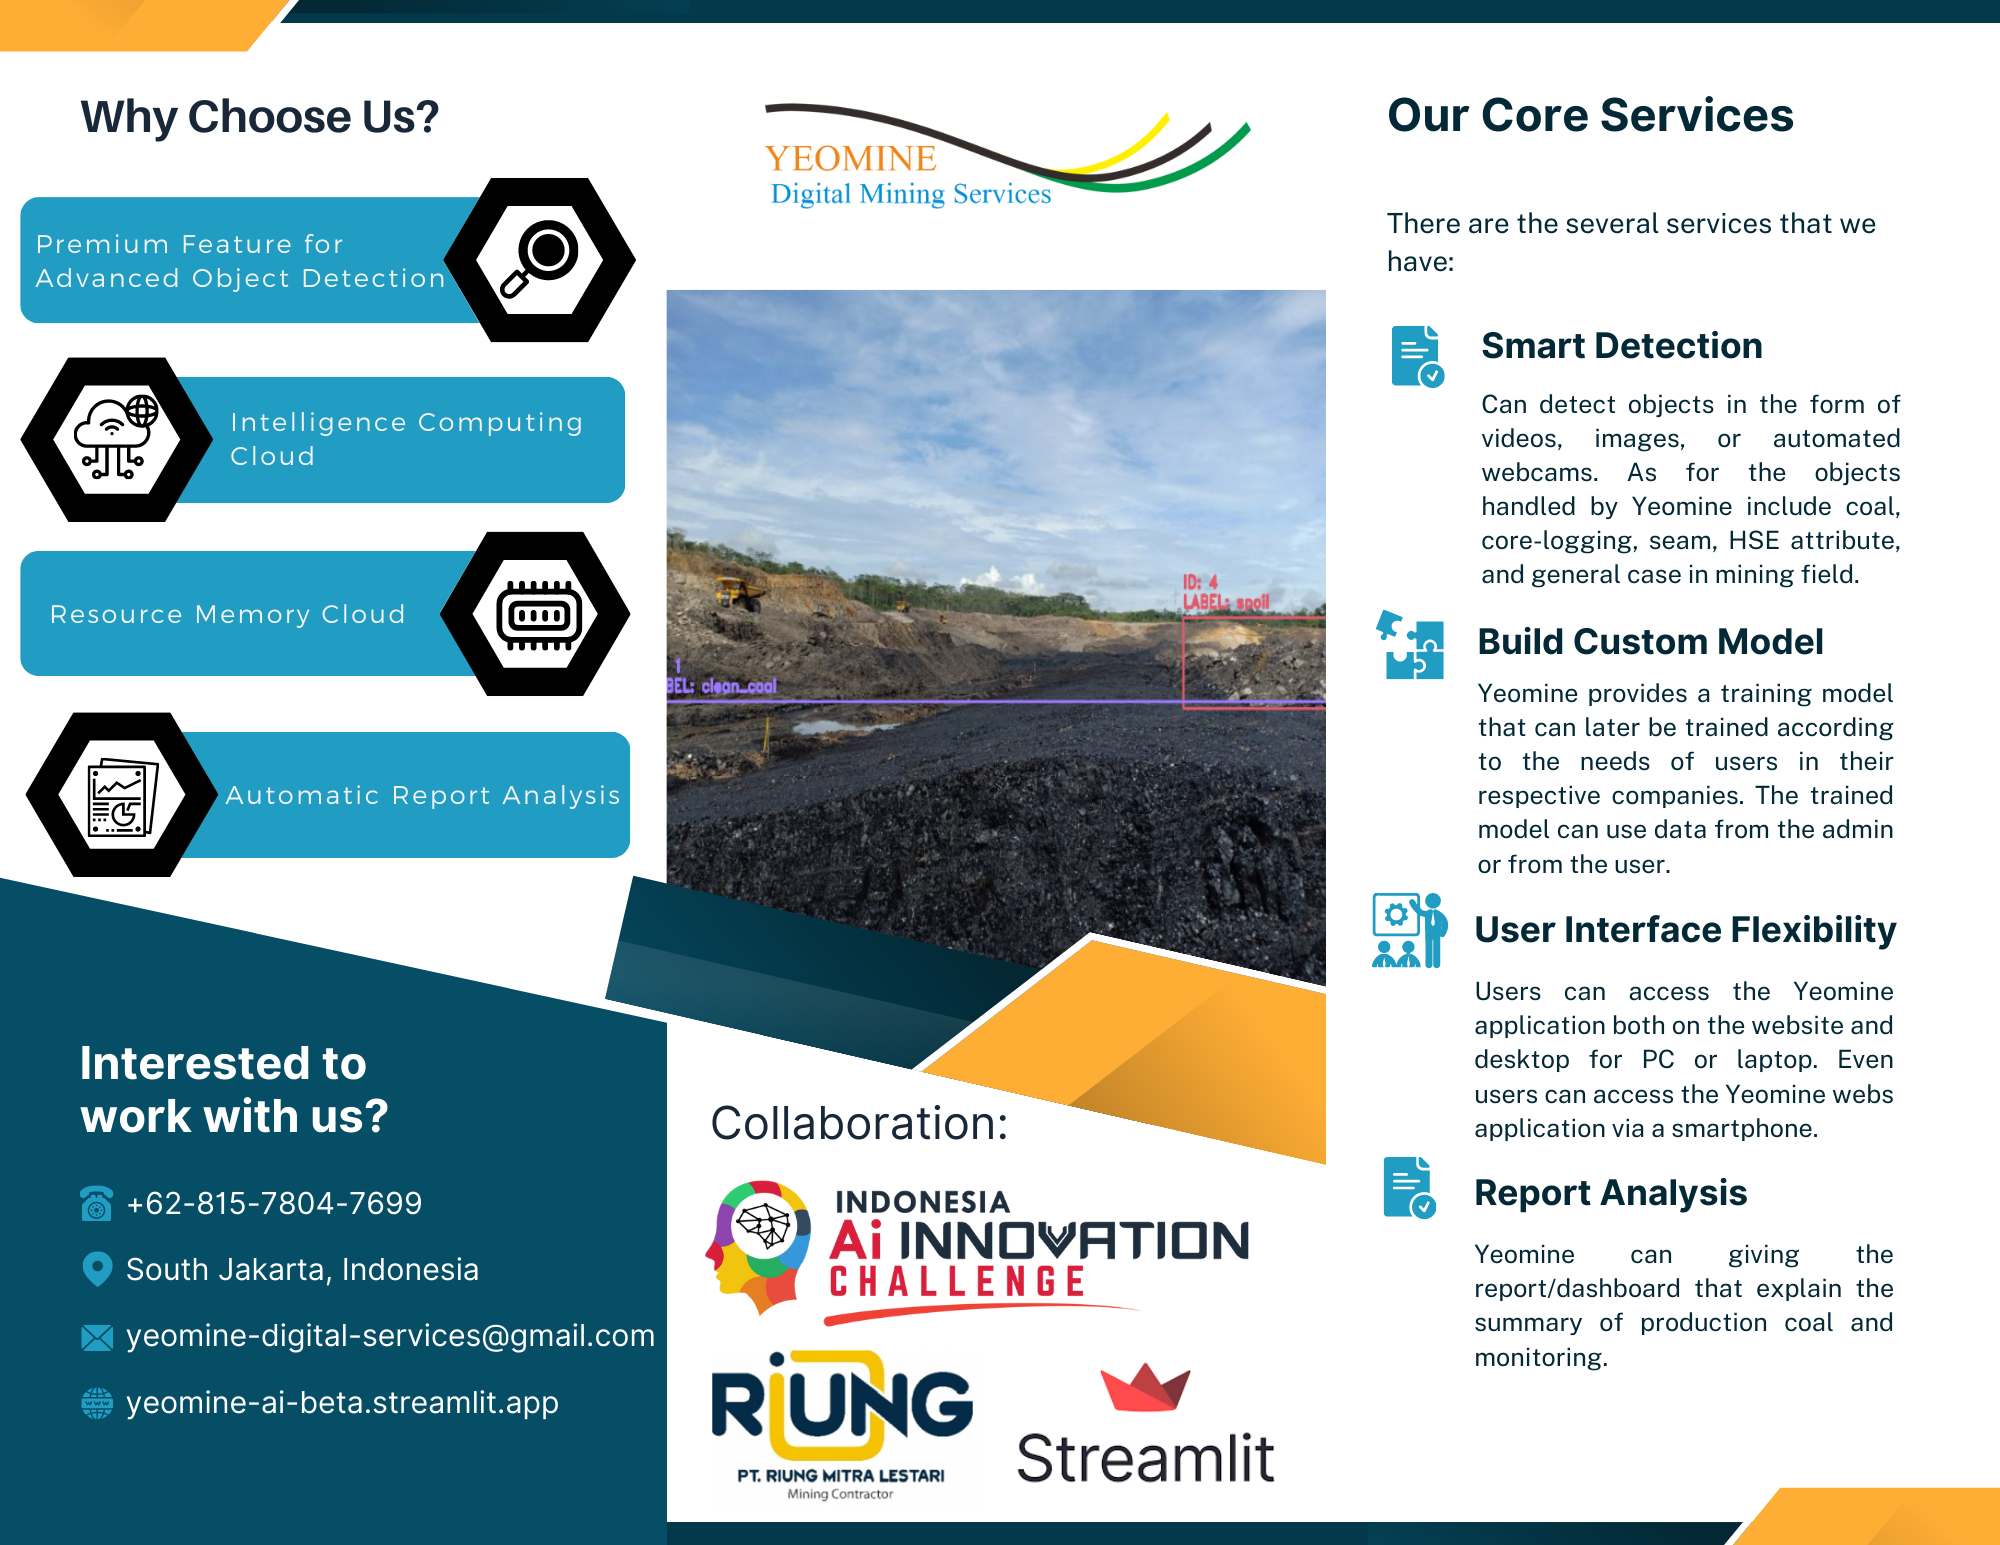 Why Choose Us?
Premium Feature for
Advanced Object Detection
Intelligence Computing
Cloud
Resource Memory Cloud
Automatic Report Analysis
Interested to
work with us?
+62-815-7804-7699
South Jakarta, Indonesia
yeomine-digital-services@gmail.com
yeomine-ai-beta.streamlit.app
YEOMINE
Digital Mining Services
ID: 4
LABEL: spoil
1
BEL: clean_coal
Collaboration:
INDONESIA
Ai INNOVATION
CHALLENGE
RiUNG
PT. RIUNG MITRA LESTARI
Mining Contractor
Streamlit
Our Core Services
There are the several services that we
have:
Smart Detection
Can detect objects in the form of
videos, images, or automated
webcams. As for the objects
handled by Yeomine include coal,
core-logging, seam, HSE attribute,
and general case in mining field.
Build Custom Model
Yeomine provides a training model
that can later be trained according
to the needs of users in their
respective companies. The trained
model can use data from the admin
or from the user.
User Interface Flexibility
Users can access the Yeomine
application both on the website and
desktop for PC or laptop. Even
users can access the Yeomine webs
application via a smartphone.
Report Analysis
Yeomine can giving the
report/dashboard that explain the
summary of production coal and
monitoring.